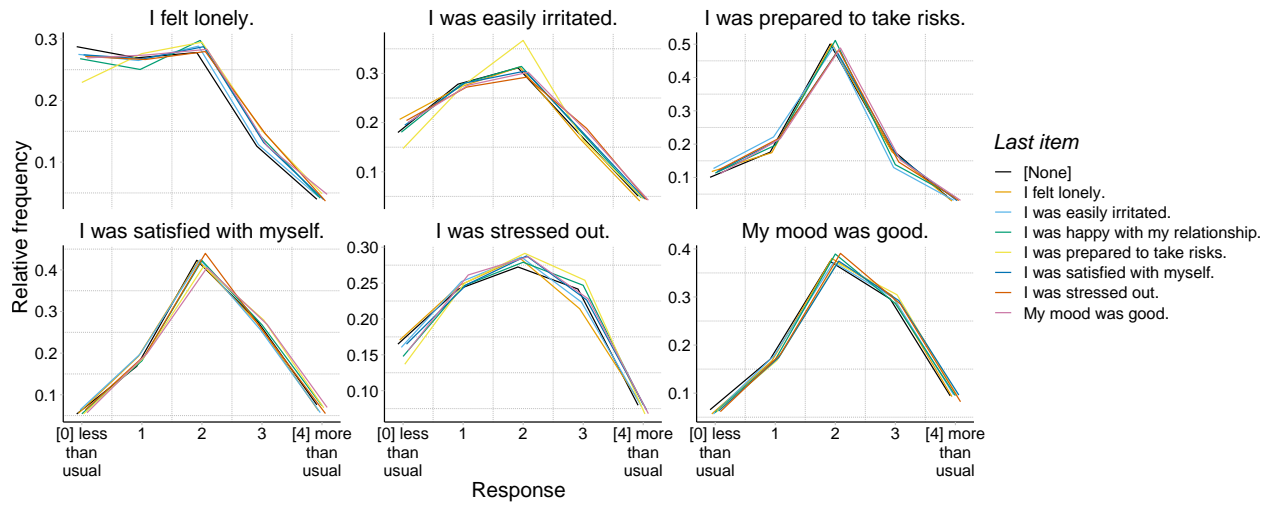 I felt lonely.
I was easily irritated.
I was prepared to take risks.
0.3
0.2
0.1
0.3
0.2
0.1
0.5
0.4
0.3
0.2
0.1
I was satisfied with myself.
I was stressed out.
My mood was good.
0.4
0.3
0.2
0.1
0.30
0.25
0.20
0.15
0.10
0.4
0.3
0.2
0.1
[0] less
than
usual
1
2
3
[4] more
than
usual
[0] less
than
usual
1
2
3
[4] more
than
usual
[0] less
than
usual
1
2
3
[4] more
than
usual
Relative frequency
Response
Last item
[None]
I felt lonely.
I was easily irritated.
I was happy with my relationship.
I was prepared to take risks.
I was satisfied with myself.
I was stressed out.
My mood was good.